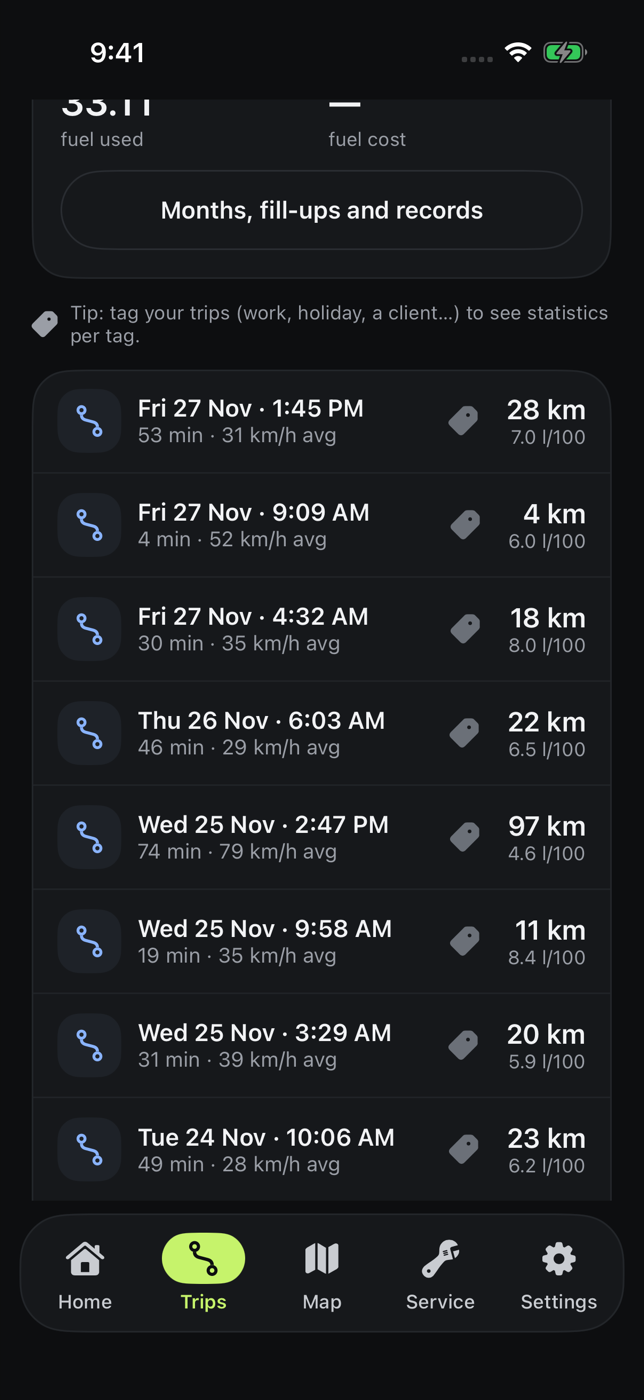 9:41
33.11
—
fuel used
fuel cost
Months, fill-ups and records
Tip: tag your trips (work, holiday, a client…) to see statistics
per tag.
Fri 27 Nov · 1:45 PM
28 km
53 min · 31 km/h avg
7.0 l/100
Fri 27 Nov · 9:09 AM
4 km
4 min · 52 km/h avg
6.0 l/100
Fri 27 Nov · 4:32 AM
18 km
30 min · 35 km/h avg
8.0 l/100
Thu 26 Nov · 6:03 AM
22 km
46 min · 29 km/h avg
6.5 l/100
Wed 25 Nov · 2:47 PM
97 km
74 min · 79 km/h avg
4.6 l/100
Wed 25 Nov · 9:58 AM
11 km
19 min · 35 km/h avg
8.4 l/100
Wed 25 Nov · 3:29 AM
20 km
31 min · 39 km/h avg
5.9 l/100
Tue 24 Nov · 10:06 AM
23 km
49 min · 28 km/h avg
6.2 l/100
Home
Trips
Map
Service
Settings